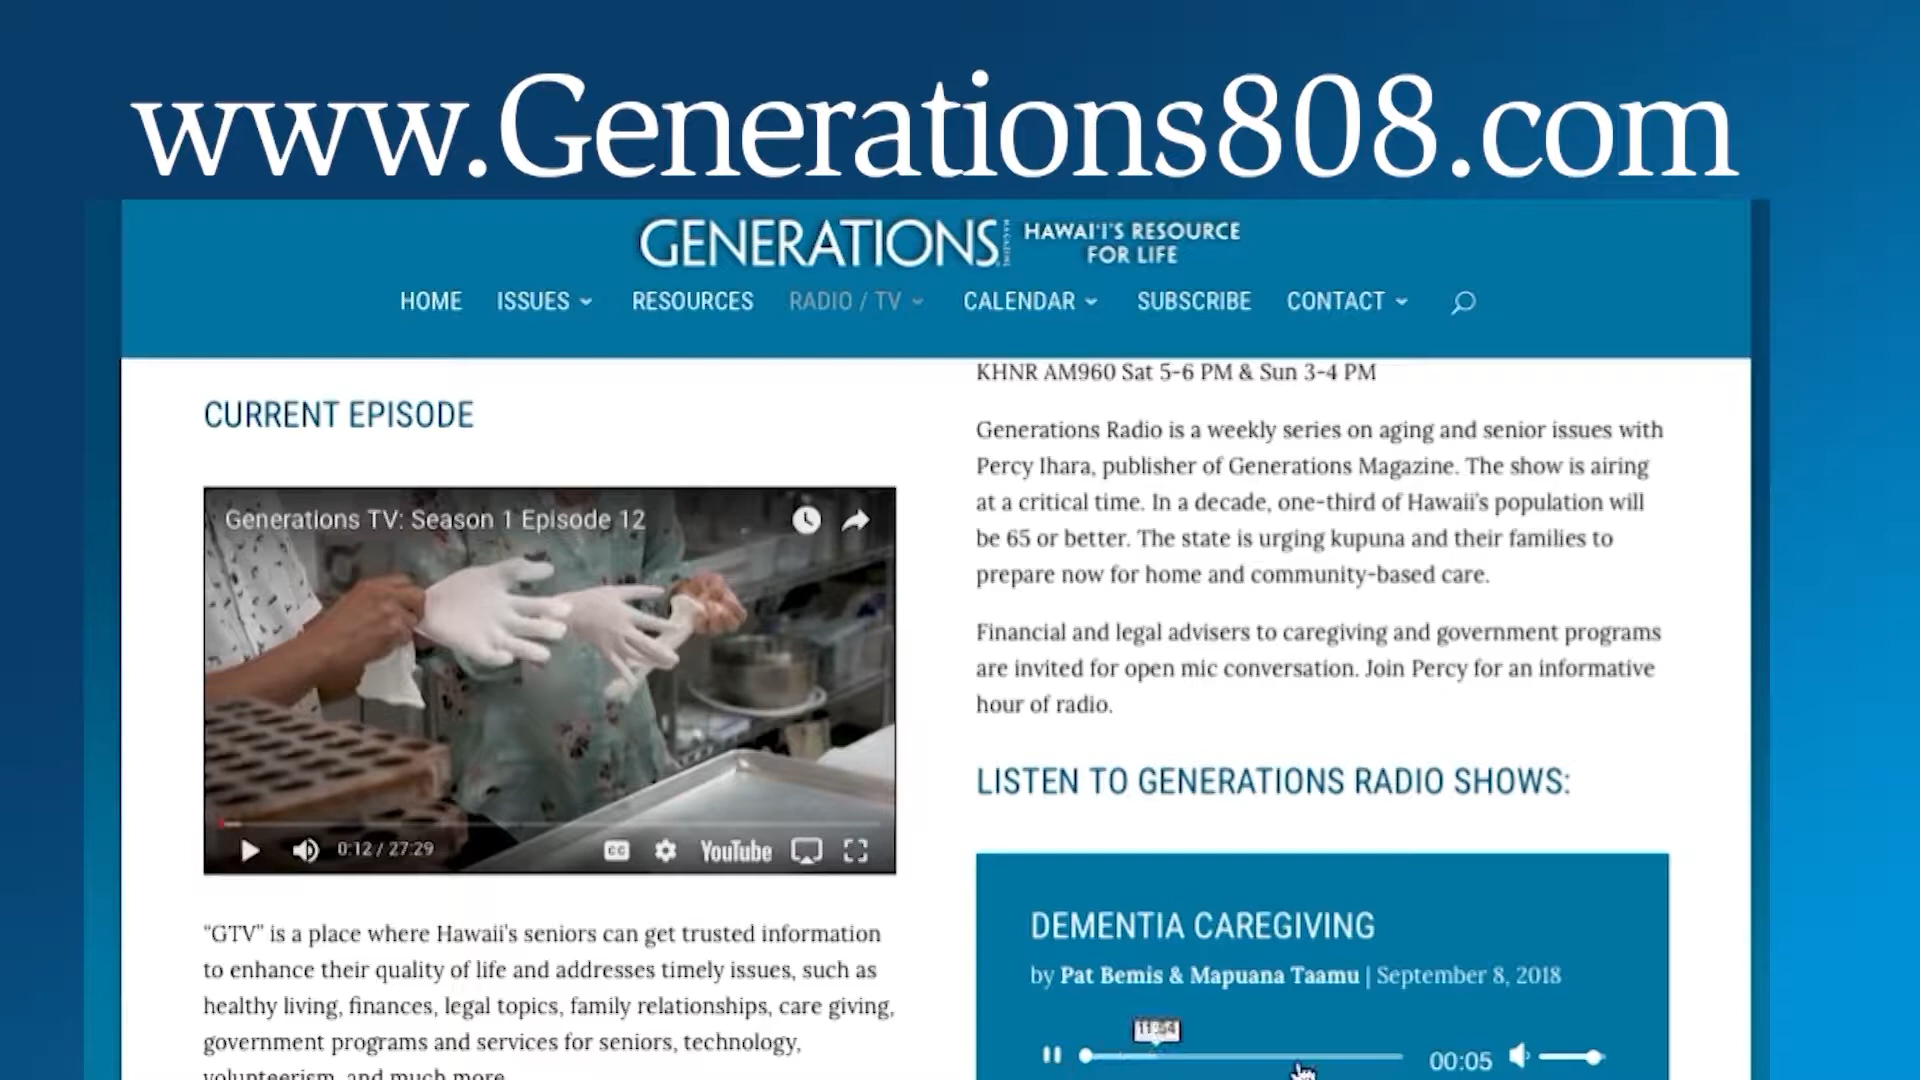 www.Generations808.com
GENERATIONS MAGAZINE HAWAI'I'S RESOURCE
FOR LIFE
HOME ISSUES RESOURCES RADIO / TV CALENDAR SUBSCRIBE CONTACT
CURRENT EPISODE
Generations TV: Season 1 Episode 12
0:12 / 27:29
CC
YouTube
"GTV" is a place where Hawaii's seniors can get trusted information
to enhance their quality of life and addresses timely issues, such as
healthy living, finances, legal topics, family relationships, care giving,
government programs and services for seniors, technology,
volunteerism, and much more.
KHNR AM960 Sat 5-6 PM & Sun 3-4 PM
Generations Radio is a weekly series on aging and senior issues with
Percy Ihara, publisher of Generations Magazine. The show is airing
at a critical time. In a decade, one-third of Hawaii's population will
be 65 or better. The state is urging kupuna and their families to
prepare now for home and community-based care.
Financial and legal advisers to caregiving and government programs
are invited for open mic conversation. Join Percy for an informative
hour of radio.
LISTEN TO GENERATIONS RADIO SHOWS:
DEMENTIA CAREGIVING
by Pat Bemis & Mapuana Taamu | September 8, 2018
00:05